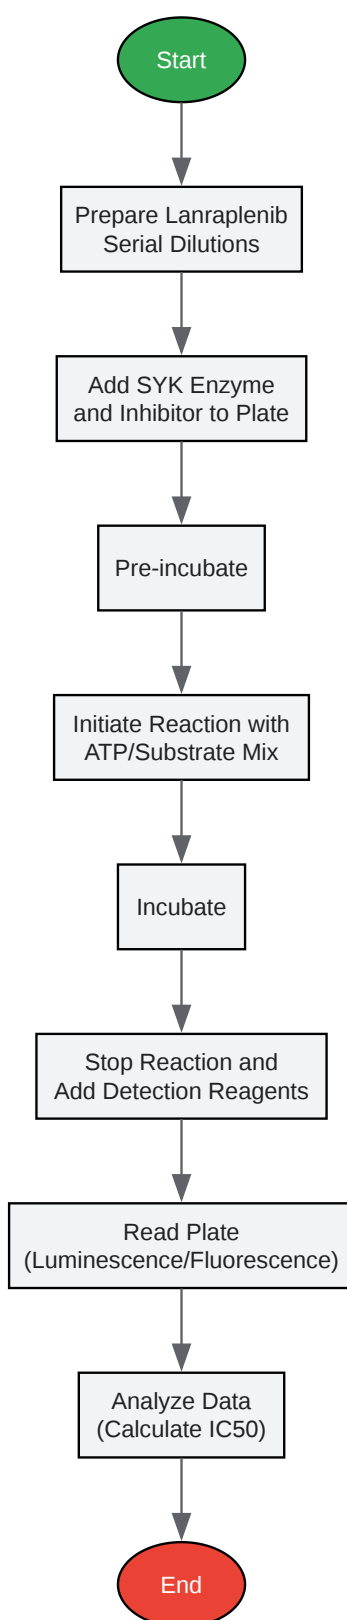 Start
Prepare Lanraplenib
Serial Dilutions
Add SYK Enzyme
and Inhibitor to Plate
Pre-incubate
Initiate Reaction with
ATP/Substrate Mix
Incubate
Stop Reaction and
Add Detection Reagents
Read Plate
(Luminescence/Fluorescence)
Analyze Data
(Calculate IC50)
End